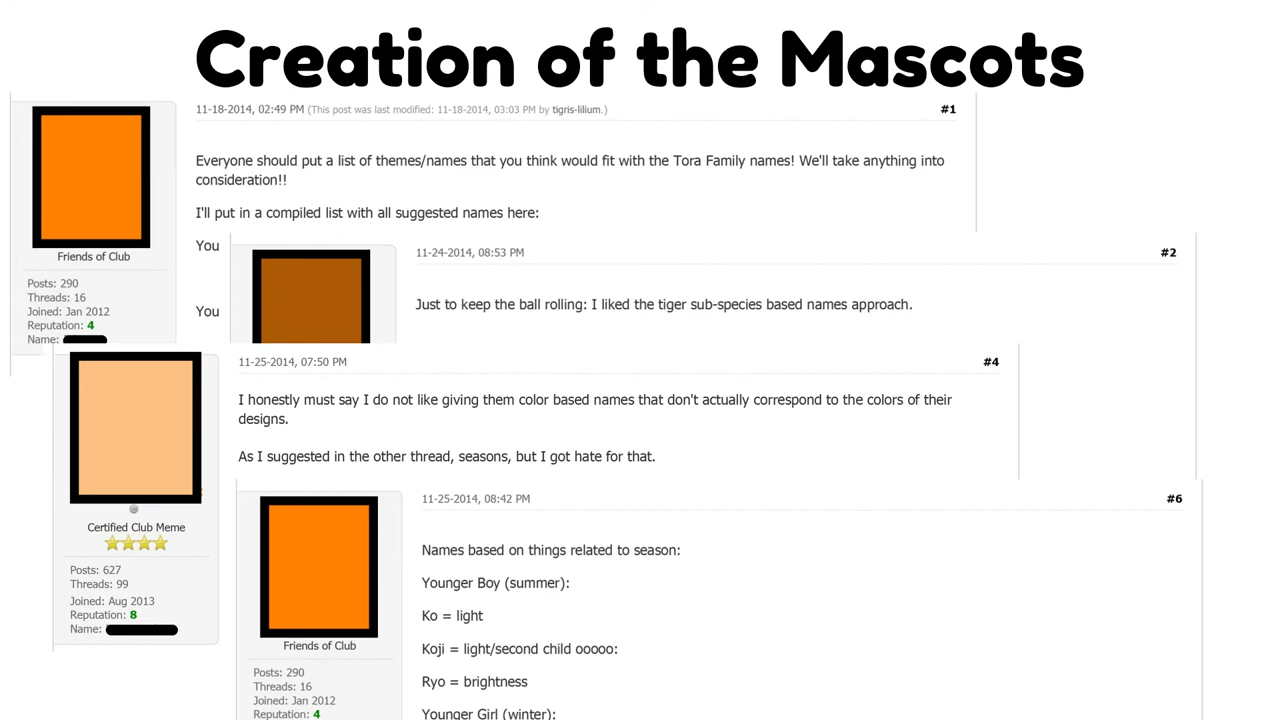 Creation of the Mascots
11-18-2014, 02:49 PM (This post was last modified: 11-18-2014, 03:03 PM by tigris-lilium.)
#1
Everyone should put a list of themes/names that you think would fit with the Tora Family names! We'll take anything into
consideration!!
I'll put in a compiled list with all suggested names here:
You
You
Friends of Club
Posts: 290
Threads: 16
Joined: Jan 2012
Reputation: 4
Name:
11-24-2014, 08:53 PM
#2
Just to keep the ball rolling: I liked the tiger sub-species based names approach.
11-25-2014, 07:50 PM
#4
I honestly must say I do not like giving them color based names that don't actually correspond to the colors of their
designs.
As I suggested in the other thread, seasons, but I got hate for that.
Certified Club Meme
Posts: 627
Threads: 99
Joined: Aug 2013
Reputation: 8
Name:
11-25-2014, 08:42 PM
#6
Names based on things related to season:
Younger Boy (summer):
Ko = light
Koji = light/second child ooooo:
Ryo = brightness
Younger Girl (winter):
Friends of Club
Posts: 290
Threads: 16
Joined: Jan 2012
Reputation: 4